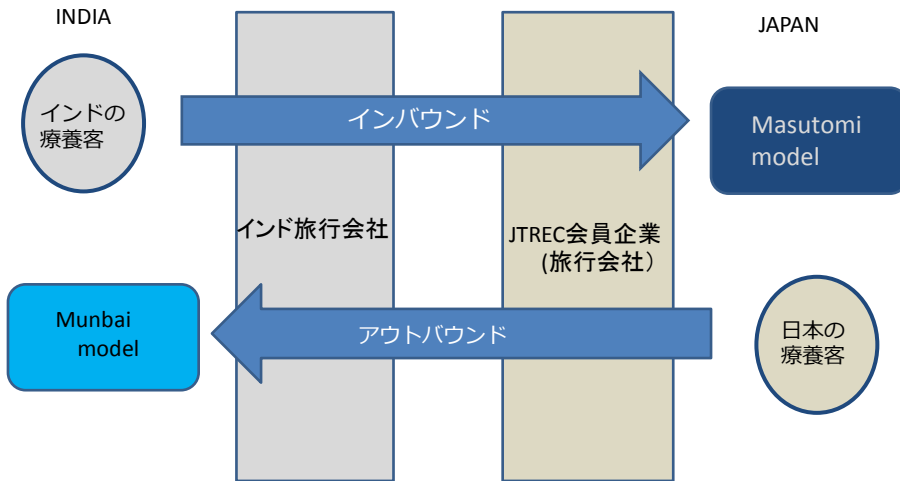 INDIA
JAPAN
インドの
療養客
インバウンド
Masutomi
model
インド旅行会社
JTREC会員企業
(旅行会社）
Munbai
model
アウトバウンド
日本の
療養客